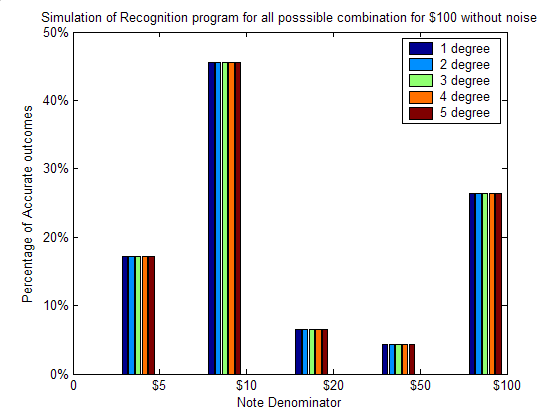 Simulation of Recognition program for all posssible combination for $100 without noise
50%
40%
30%
20%
10%
0%
Percentage of Accurate outcomes
1 degree
2 degree
3 degree
4 degree
5 degree
0 $5 $10 $20 $50 $100
Note Denominator